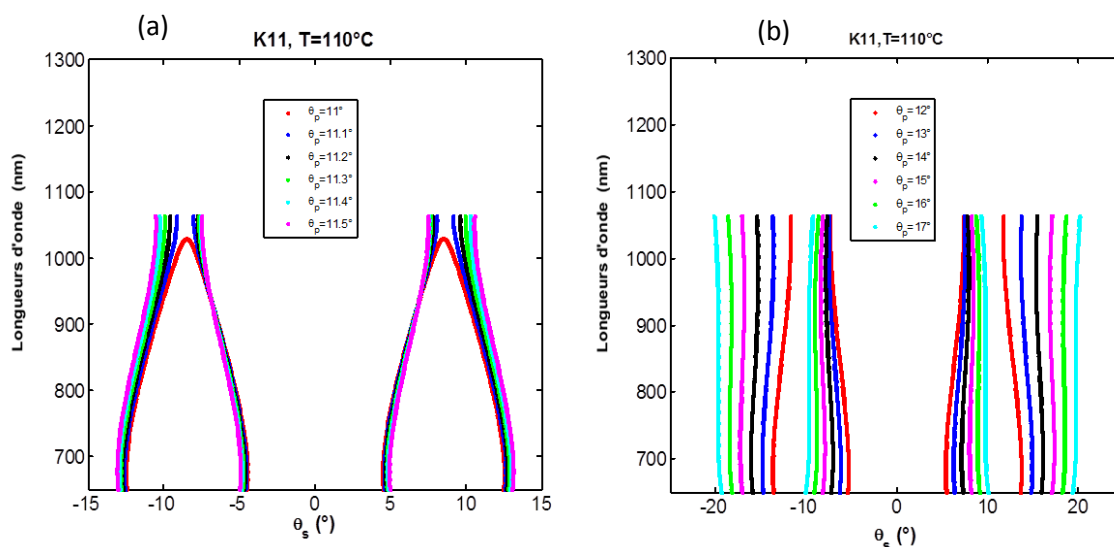 (a)
K11, T=110°C
1300
1200
1100
1000
900
800
700
-15 -10 -5 0 5 10 15
Longueurs d'onde (nm)
θs (°)
θp=11°
θp=11.1°
θp=11.2°
θp=11.3°
θp=11.4°
θp=11.5°
(b)
K11,T=110°C
1300
1200
1100
1000
900
800
700
-20 -10 0 10 20
Longueurs d'onde (nm)
θs (°)
θp=12°
θp=13°
θp=14°
θp=15°
θp=16°
θp=17°